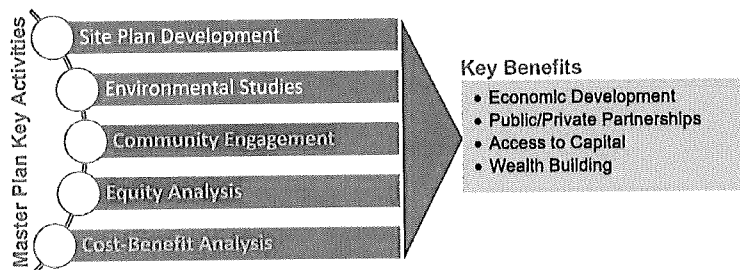 Master Plan Key Activities
Site Plan Development
Environmental Studies
Community Engagement
Equity Analysis
Cost-Benefit Analysis
Key Benefits
• Economic Development
• Public/Private Partnerships
• Access to Capital
• Wealth Building